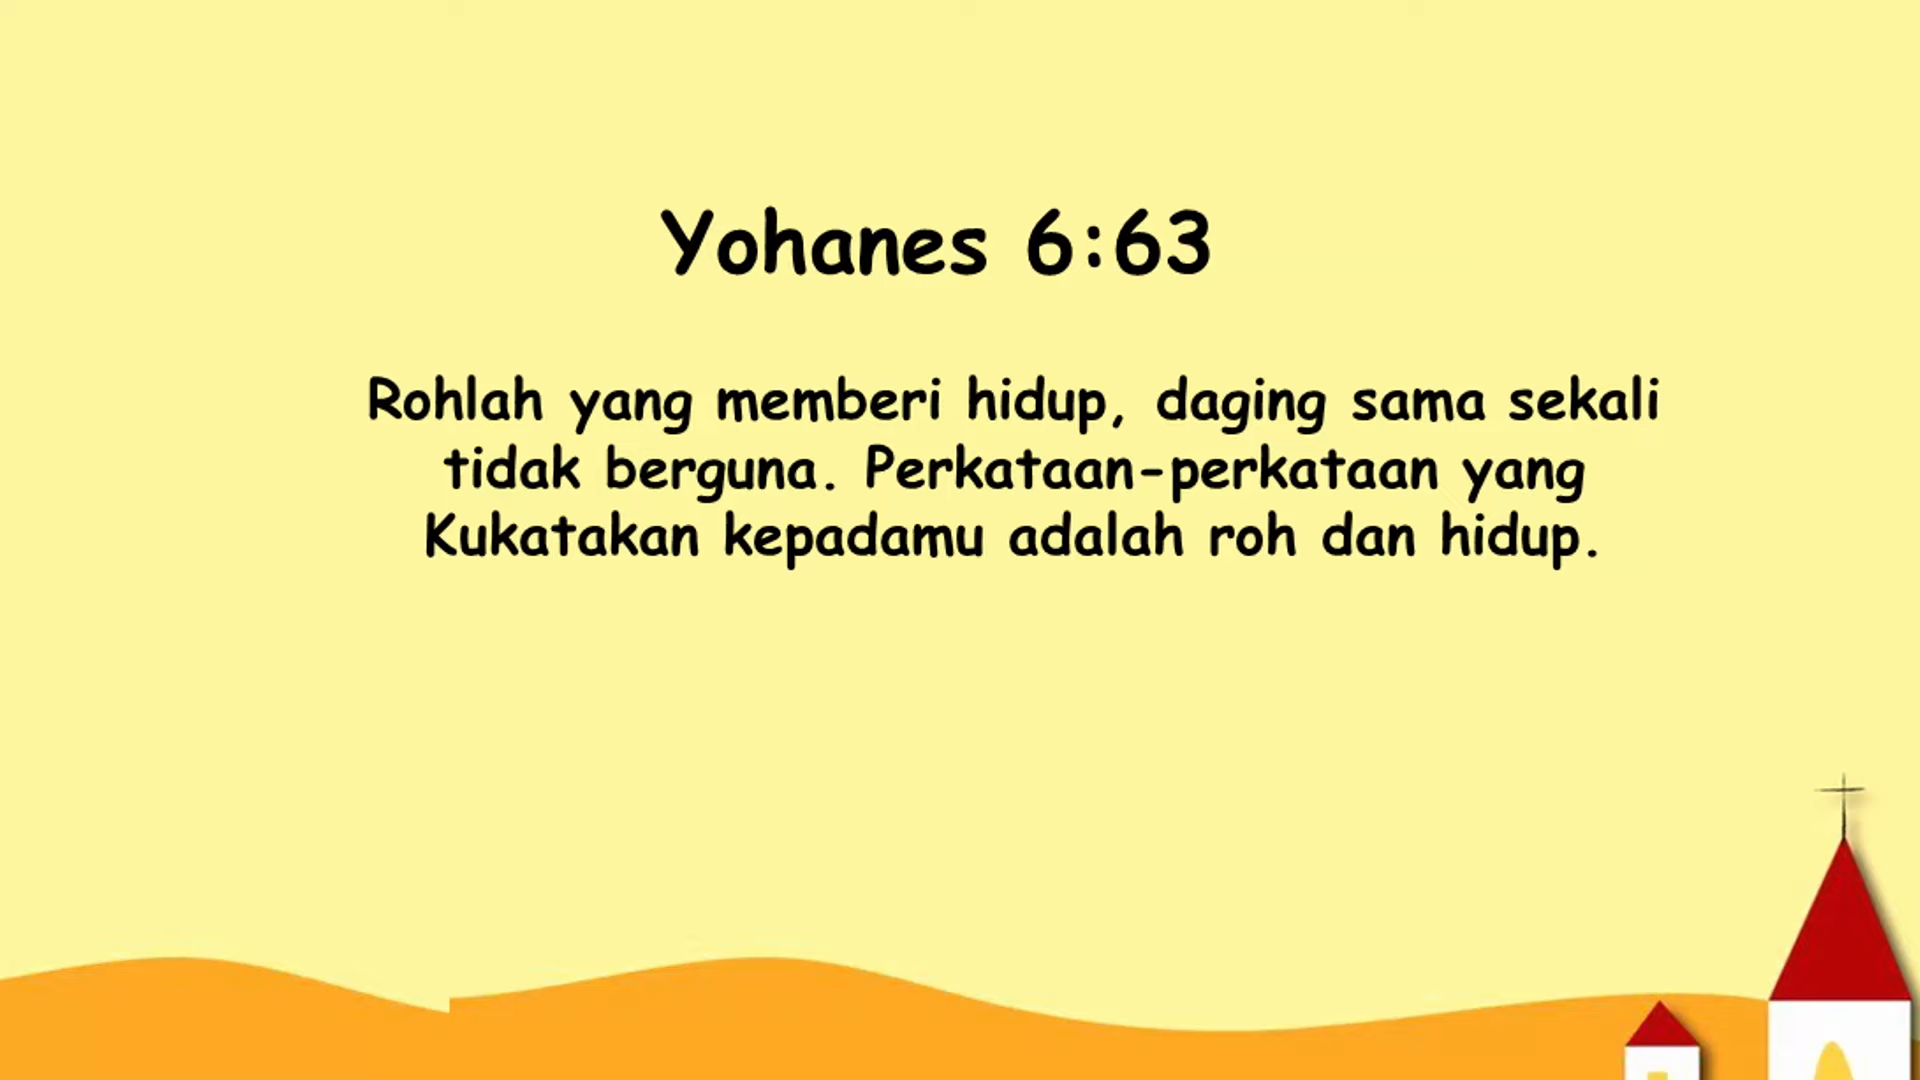 Yohanes 6:63
Rohlah yang memberi hidup, daging sama sekali
tidak berguna. Perkataan-perkataan yang
Kukatakan kepadamu adalah roh dan hidup.